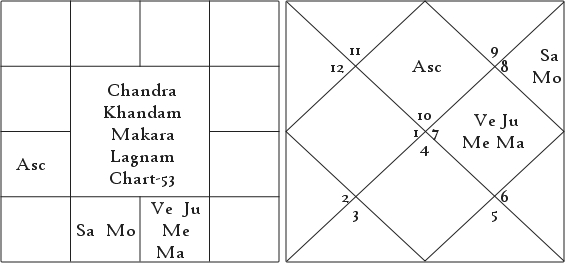 Chandra
Khandam
Makara
Lagnam
Chart-53
Asc
Sa Mo
Ve Ju
Me
Ma
11
12
Asc
9
8
Sa
Mo
10
1 7
4
Ve Ju
Me Ma
2
3
6
5